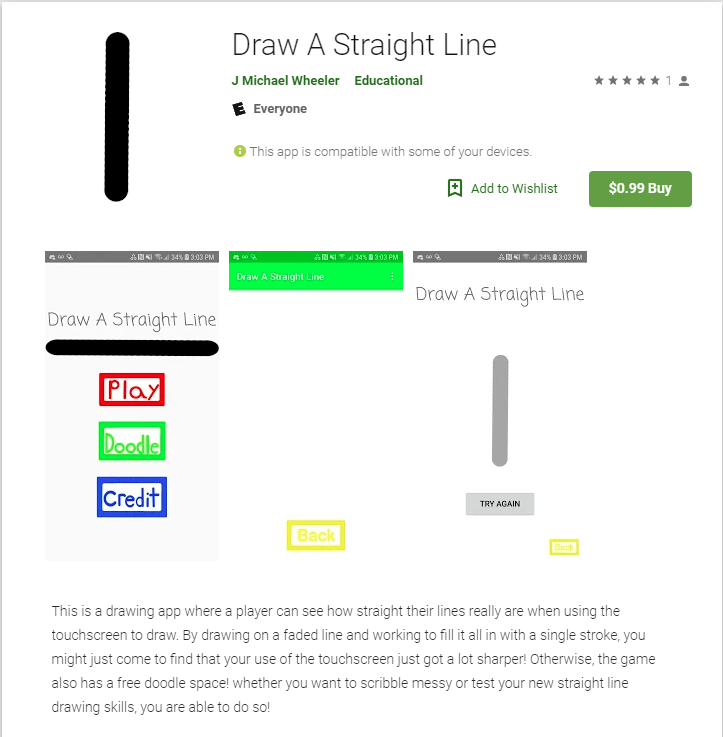 Draw A Straight Line
J Michael Wheeler Educational 1
E Everyone
This app is compatible with some of your devices.
Add to Wishlist $0.99 Buy
34% 3:03 PM
Draw A Straight Line
Play
Doodle
Credit
34% 3:03 PM
Draw A Straight Line
Back
34% 3:03 PM
Draw A Straight Line
TRY AGAIN
Back
This is a drawing app where a player can see how straight their lines really are when using the
touchscreen to draw. By drawing on a faded line and working to fill it all in with a single stroke, you
might just come to find that your use of the touchscreen just got a lot sharper! Otherwise, the game
also has a free doodle space! whether you want to scribble messy or test your new straight line
drawing skills, you are able to do so!